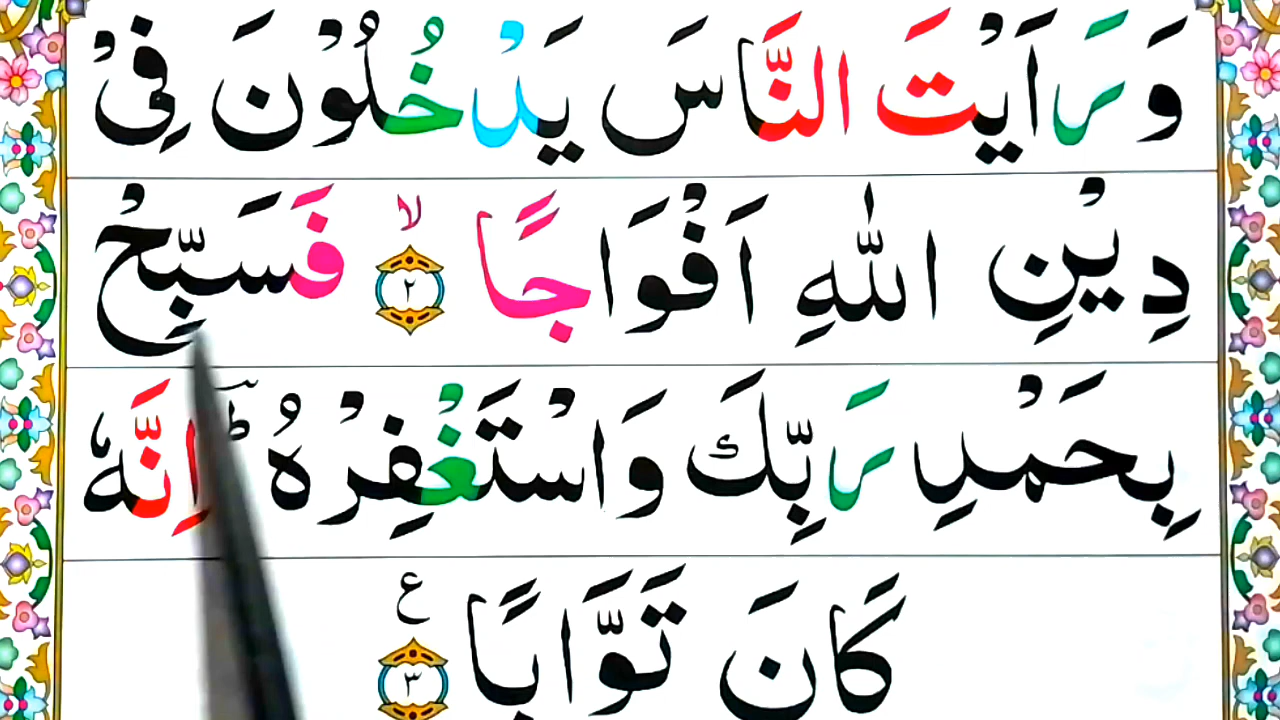 وَرَاَيْتَ النَّاسَ يَدْخُلُوْنَ فِيْ
دِيْنِ اللّٰهِ اَفْوَاجًا ۙ ﴿٢﴾ فَسَبِّحْ
بِحَمْدِ رَبِّكَ وَاسْتَغْفِرْهُ ؕ اِنَّهٗ
كَانَ تَوَّابًا ﴿٣﴾ ع